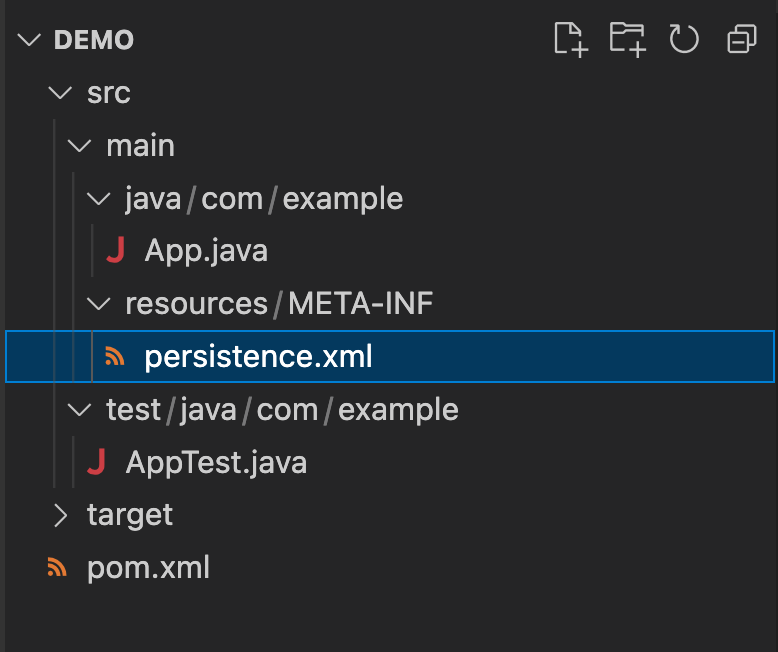 DEMO
src
main
java/com/example
J App.java
resources/META-INF
persistence.xml
test/java/com/example
J AppTest.java
target
pom.xml